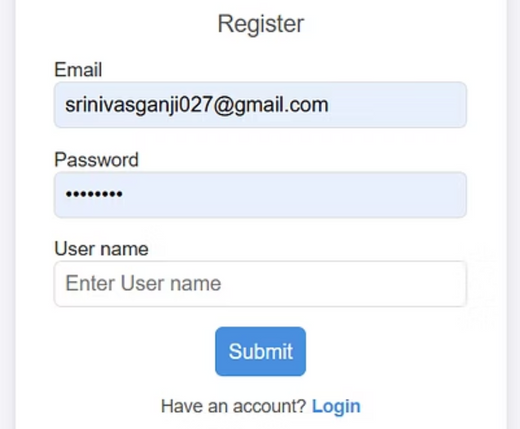 Register
Email
srinivasganji027@gmail.com
Password
••••••••
User name
Enter User name
Submit
Have an account? Login